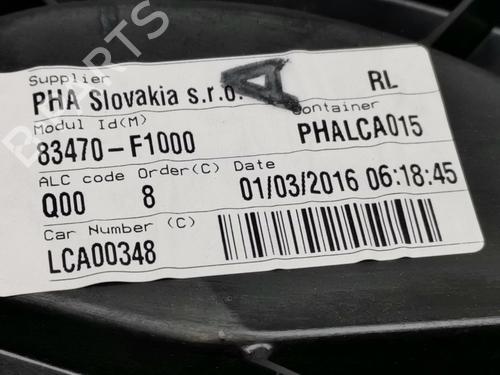 Supplier
PHA Slovakia s.r.o. A RL
Modul Id(M) Container
83470-F1000 PHALCA015
ALC code Order(C) Date
Q00 8 01/03/2016 06:18:45
Car Number (C)
LCA00348